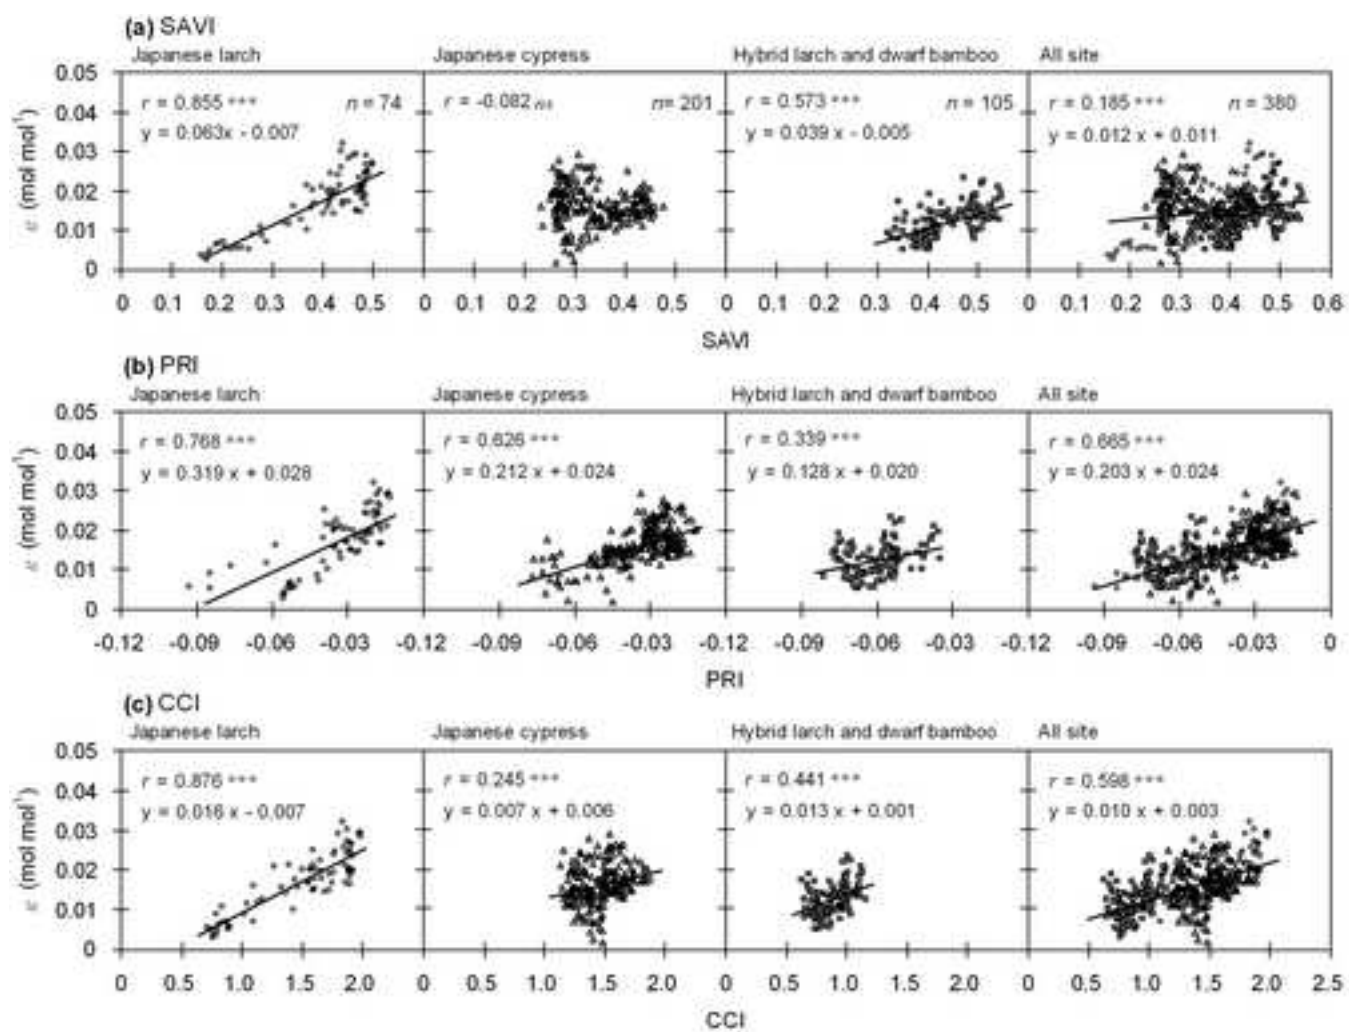 (a) SAVI
Japanese larch Japanese cypress Hybrid larch and dwarf bamboo All site
0.05
r = 0.855 *** n = 74 r = -0.082 ns n= 201 r = 0.573 *** n = 105 r = 0.185 *** n = 380
0.04
y = 0.063x - 0.007 y = 0.039 x - 0.005 y = 0.012 x + 0.011
0.03
ε (mol mol⁻¹)
0.02
0.01
0
0 0.1 0.2 0.3 0.4 0.5 0 0.1 0.2 0.3 0.4 0.5 0 0.1 0.2 0.3 0.4 0.5 0 0.1 0.2 0.3 0.4 0.5 0.6
SAVI
(b) PRI
Japanese larch Japanese cypress Hybrid larch and dwarf bamboo All site
0.05
r = 0.768 *** r = 0.626 *** r = 0.339 *** r = 0.665 ***
0.04
y = 0.319 x + 0.028 y = 0.212 x + 0.024 y = 0.128 x + 0.020 y = 0.203 x + 0.024
0.03
ε (mol mol⁻¹)
0.02
0.01
0
-0.12 -0.09 -0.06 -0.03 -0.12 -0.09 -0.06 -0.03 -0.12 -0.09 -0.06 -0.03 -0.12 -0.09 -0.06 -0.03 0
PRI
(c) CCI
Japanese larch Japanese cypress Hybrid larch and dwarf bamboo All site
0.05
r = 0.876 *** r = 0.245 *** r = 0.441 *** r = 0.598 ***
0.04
y = 0.016 x - 0.007 y = 0.007 x + 0.006 y = 0.013 x + 0.001 y = 0.010 x + 0.003
0.03
ε (mol mol⁻¹)
0.02
0.01
0
0 0.5 1.0 1.5 2.0 0 0.5 1.0 1.5 2.0 0 0.5 1.0 1.5 2.0 0 0.5 1.0 1.5 2.0 2.5
CCI